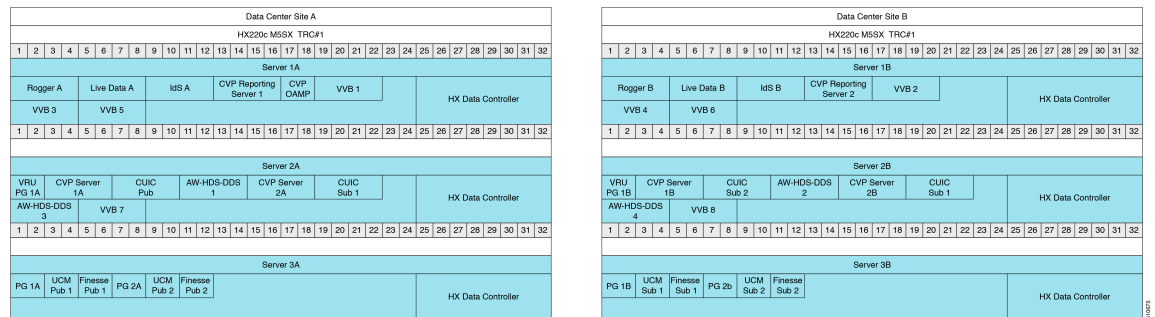 Data Center Site A
HX220c M5SX TRC#1
1 2 3 4 5 6 7 8 9 10 11 12 13 14 15 16 17 18 19 20 21 22 23 24 25 26 27 28 29 30 31 32
Server 1A
Rogger A Live Data A IdS A CVP Reporting Server 1 CVP OAMP VVB 1 HX Data Controller
VVB 3 VVB 5
1 2 3 4 5 6 7 8 9 10 11 12 13 14 15 16 17 18 19 20 21 22 23 24 25 26 27 28 29 30 31 32
Server 2A
VRU PG 1A CVP Server 1A CUIC Pub AW-HDS-DDS 1 CVP Server 2A CUIC Sub 1 HX Data Controller
AW-HDS-DDS 3 VVB 7
1 2 3 4 5 6 7 8 9 10 11 12 13 14 15 16 17 18 19 20 21 22 23 24 25 26 27 28 29 30 31 32
Server 3A
PG 1A UCM Pub 1 Finesse Pub 1 PG 2A UCM Pub 2 Finesse Pub 2 HX Data Controller
Data Center Site B
HX220c M5SX TRC#1
1 2 3 4 5 6 7 8 9 10 11 12 13 14 15 16 17 18 19 20 21 22 23 24 25 26 27 28 29 30 31 32
Server 1B
Rogger B Live Data B IdS B CVP Reporting Server 2 VVB 2 HX Data Controller
VVB 4 VVB 6
1 2 3 4 5 6 7 8 9 10 11 12 13 14 15 16 17 18 19 20 21 22 23 24 25 26 27 28 29 30 31 32
Server 2B
VRU PG 1B CVP Server 1B CUIC Sub 2 AW-HDS-DDS 2 CVP Server 2B CUIC Sub 1 HX Data Controller
AW-HDS-DDS 4 VVB 8
1 2 3 4 5 6 7 8 9 10 11 12 13 14 15 16 17 18 19 20 21 22 23 24 25 26 27 28 29 30 31 32
Server 3B
PG 1B UCM Sub 1 Finesse Sub 1 PG 2b UCM Sub 2 Finesse Sub 2 HX Data Controller